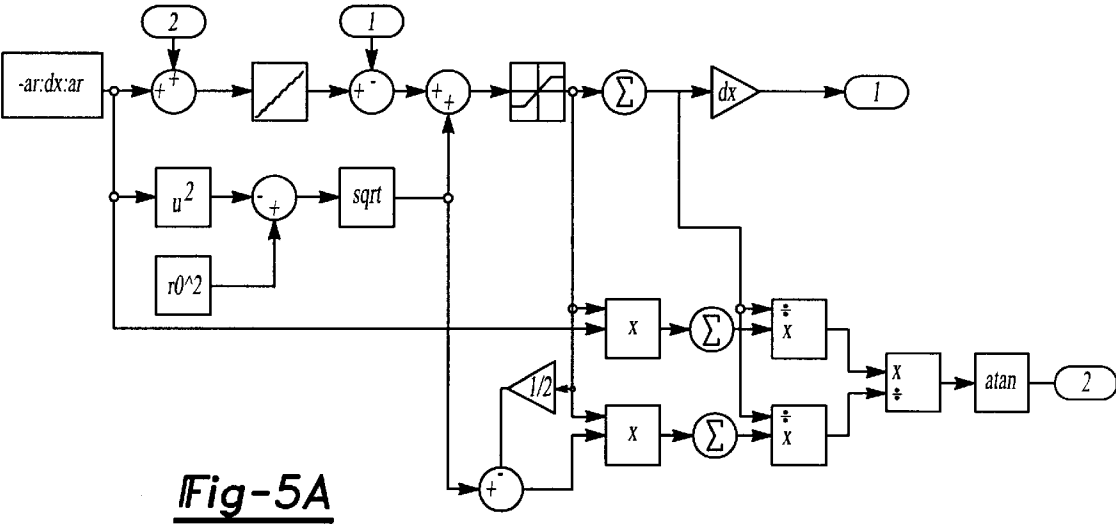 2
1
-ar:dx:ar
+
+
+
-
+
+
Σ
dx
1
u^2
-
+
sqrt
r0^2
x
Σ
÷
x
1/2
x
÷
atan
2
x
Σ
÷
x
+
-
Fig-5A